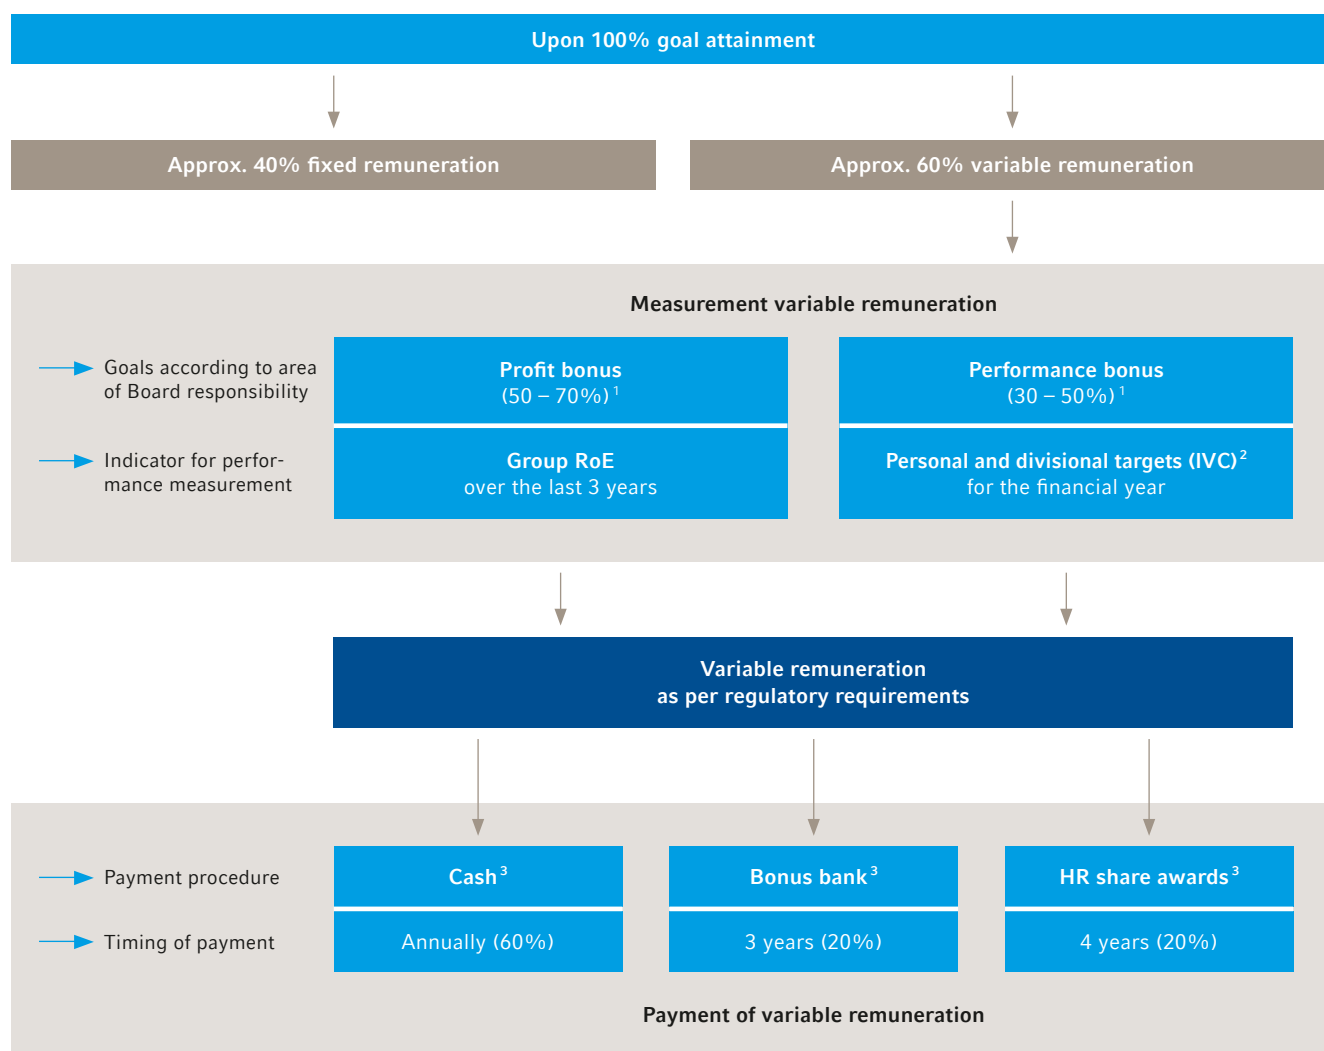 Upon 100% goal attainment
Approx. 40% fixed remuneration
Approx. 60% variable remuneration
Measurement variable remuneration
Goals according to area
of Board responsibility
Profit bonus
(50 – 70%) 1
Performance bonus
(30 – 50%) 1
Indicator for perfor-
mance measurement
Group RoE
over the last 3 years
Personal and divisional targets (IVC) 2
for the financial year
Variable remuneration
as per regulatory requirements
Payment procedure
Cash 3
Bonus bank 3
HR share awards 3
Timing of payment
Annually (60%)
3 years (20%)
4 years (20%)
Payment of variable remuneration